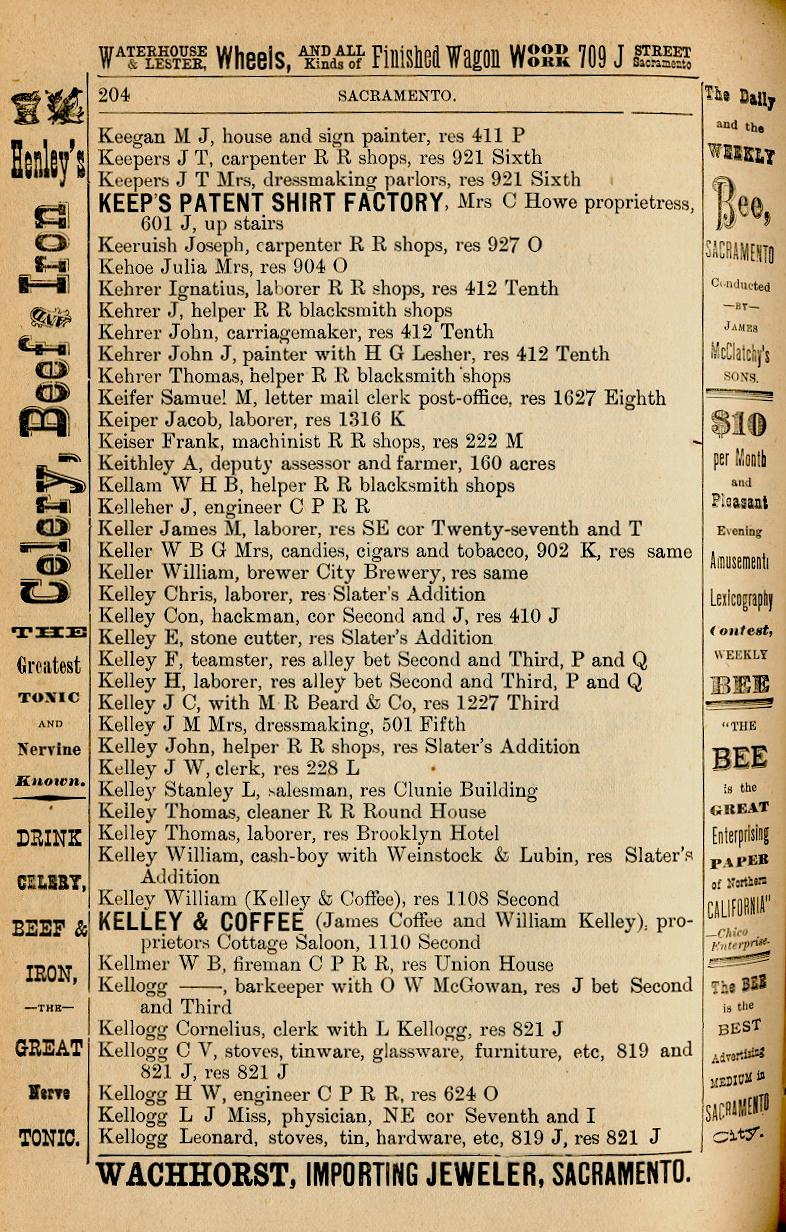 WATERHOUSE & LESTER, Wheels, AND ALL Kinds of Finished Wagon WOOD WORK 709 J STREET Sacramento
204 SACRAMENTO.
Keegan M J, house and sign painter, res 411 P
Keepers J T, carpenter R R shops, res 921 Sixth
Keepers J T Mrs, dressmaking parlors, res 921 Sixth
KEEP'S PATENT SHIRT FACTORY, Mrs C Howe proprietress,
601 J, up stairs
Keeruish Joseph, carpenter R R shops, res 927 O
Kehoe Julia Mrs, res 904 O
Kehrer Ignatius, laborer R R shops, res 412 Tenth
Kehrer J, helper R R blacksmith shops
Kehrer John, carriagemaker, res 412 Tenth
Kehrer John J, painter with H G Lesher, res 412 Tenth
Kehrer Thomas, helper R R blacksmith shops
Keifer Samuel M, letter mail clerk post-office, res 1627 Eighth
Keiper Jacob, laborer, res 1316 K
Keiser Frank, machinist R R shops, res 222 M
Keithley A, deputy assessor and farmer, 160 acres
Kellam W H B, helper R R blacksmith shops
Kelleher J, engineer C P R R
Keller James M, laborer, res SE cor Twenty-seventh and T
Keller W B G Mrs, candies, cigars and tobacco, 902 K, res same
Keller William, brewer City Brewery, res same
Kelley Chris, laborer, res Slater's Addition
Kelley Con, hackman, cor Second and J, res 410 J
Kelley E, stone cutter, res Slater's Addition
Kelley F, teamster, res alley bet Second and Third, P and Q
Kelley H, laborer, res alley bet Second and Third, P and Q
Kelley J C, with M R Beard & Co, res 1227 Third
Kelley J M Mrs, dressmaking, 501 Fifth
Kelley John, helper R R shops, res Slater's Addition
Kelley J W, clerk, res 228 L
Kelley Stanley L, salesman, res Clunie Building
Kelley Thomas, cleaner R R Round House
Kelley Thomas, laborer, res Brooklyn Hotel
Kelley William, cash-boy with Weinstock & Lubin, res Slater's
Addition
Kelley William (Kelley & Coffee), res 1108 Second
KELLEY & COFFEE (James Coffee and William Kelley), pro-
prietors Cottage Saloon, 1110 Second
Kellmer W B, fireman C P R R, res Union House
Kellogg ——, barkeeper with O W McGowan, res J bet Second
and Third
Kellogg Cornelius, clerk with L Kellogg, res 821 J
Kellogg C V, stoves, tinware, glassware, furniture, etc, 819 and
821 J, res 821 J
Kellogg H W, engineer C P R R, res 624 O
Kellogg L J Miss, physician, NE cor Seventh and I
Kellogg Leonard, stoves, tin, hardware, etc, 819 J, res 821 J
WACHHORST, IMPORTING JEWELER, SACRAMENTO.
Henley's
Celery, Beef and Iron
THE
Greatest
TONIC
AND
Nervine
Known.
DRINK
CELERY,
BEEF &
IRON,
—THE—
GREAT
Nerve
TONIC.
The Daily
and the
WEEKLY
Bee,
SACRAMENTO
Conducted
—BY—
JAMES
McClatchy's
SONS.
$10
per Month
and
Pleasant
Evening
Amusement
Lexicography
Contest,
WEEKLY
BEE
"THE
BEE
is the
GREAT
Enterprising
PAPER
of Northern
CALIFORNIA"
—Chico
Enterprise.
The BEE
is the
BEST
Advertising
MEDIUM in
SACRAMENTO
City.